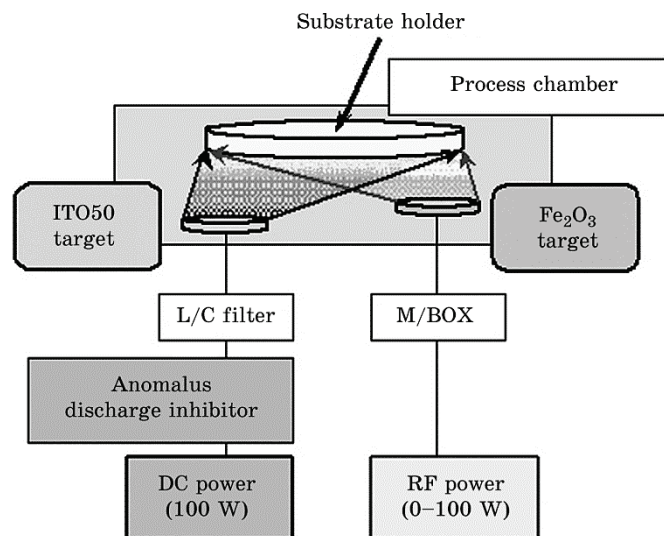 Substrate holder
Process chamber
ITO50
target
Fe₂O₃
target
L/C filter
M/BOX
Anomalus
discharge inhibitor
DC power
(100 W)
RF power
(0–100 W)